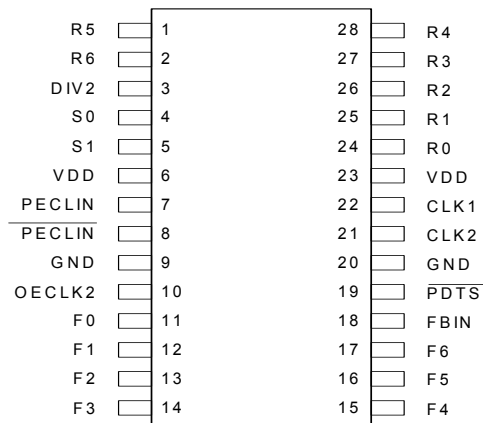 R5 1 28 R4
R6 2 27 R3
DIV2 3 26 R2
S0 4 25 R1
S1 5 24 R0
VDD 6 23 VDD
PECLIN 7 22 CLK1
PECLIN 8 21 CLK2
GND 9 20 GND
OECLK2 10 19 PDTS
F0 11 18 FBIN
F1 12 17 F6
F2 13 16 F5
F3 14 15 F4